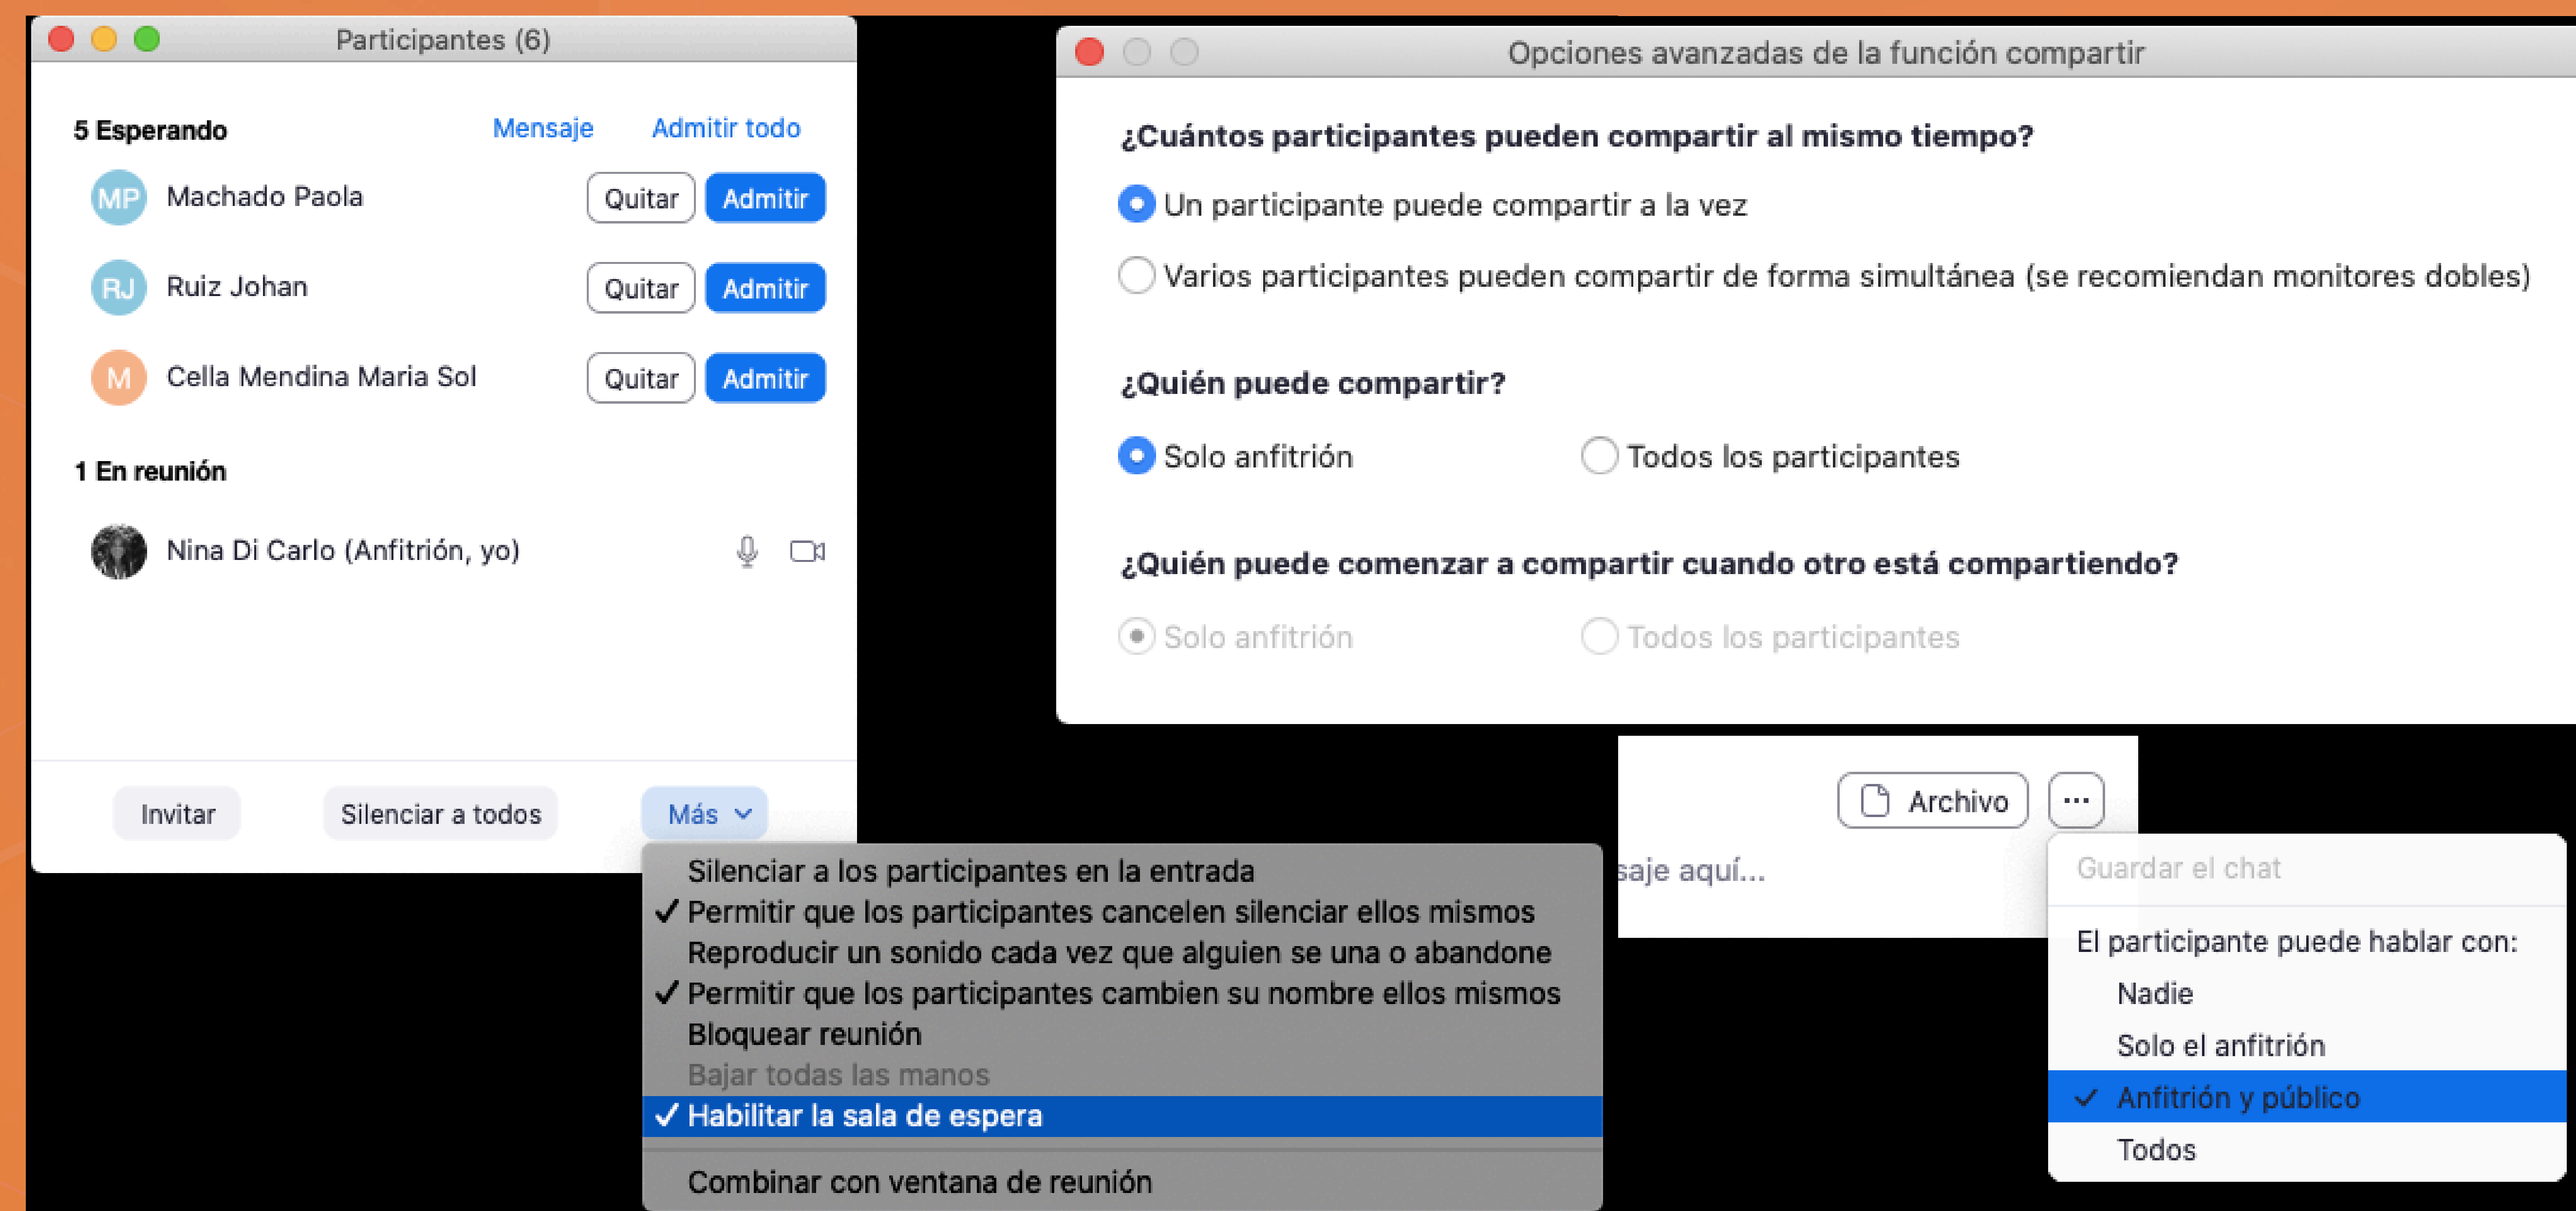 Participantes (6)
5 Esperando Mensaje Admitir todo
MP Machado Paola Quitar Admitir
RJ Ruiz Johan Quitar Admitir
M Cella Mendina Maria Sol Quitar Admitir
1 En reunión
Nina Di Carlo (Anfitrión, yo)
Invitar Silenciar a todos Más
Silenciar a los participantes en la entrada
✓ Permitir que los participantes cancelen silenciar ellos mismos
Reproducir un sonido cada vez que alguien se una o abandone
✓ Permitir que los participantes cambien su nombre ellos mismos
Bloquear reunión
Bajar todas las manos
✓ Habilitar la sala de espera
Combinar con ventana de reunión
Opciones avanzadas de la función compartir
¿Cuántos participantes pueden compartir al mismo tiempo?
Un participante puede compartir a la vez
Varios participantes pueden compartir de forma simultánea (se recomiendan monitores dobles)
¿Quién puede compartir?
Solo anfitrión Todos los participantes
¿Quién puede comenzar a compartir cuando otro está compartiendo?
Solo anfitrión Todos los participantes
Archivo ...
saje aquí...
Guardar el chat
El participante puede hablar con:
Nadie
Solo el anfitrión
✓ Anfitrión y público
Todos